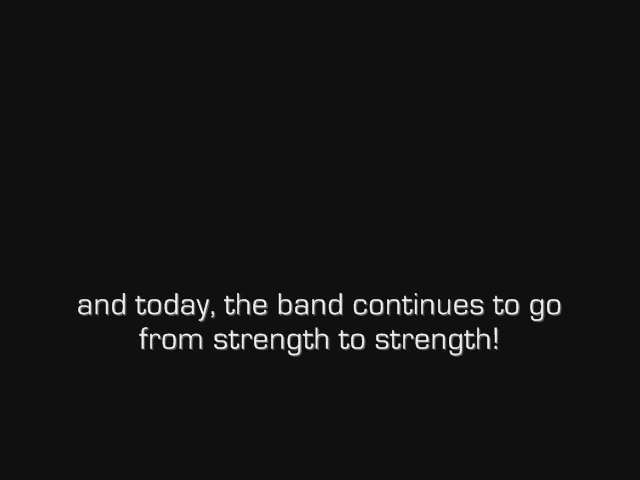 and today, the band continues to go
from strength to strength!